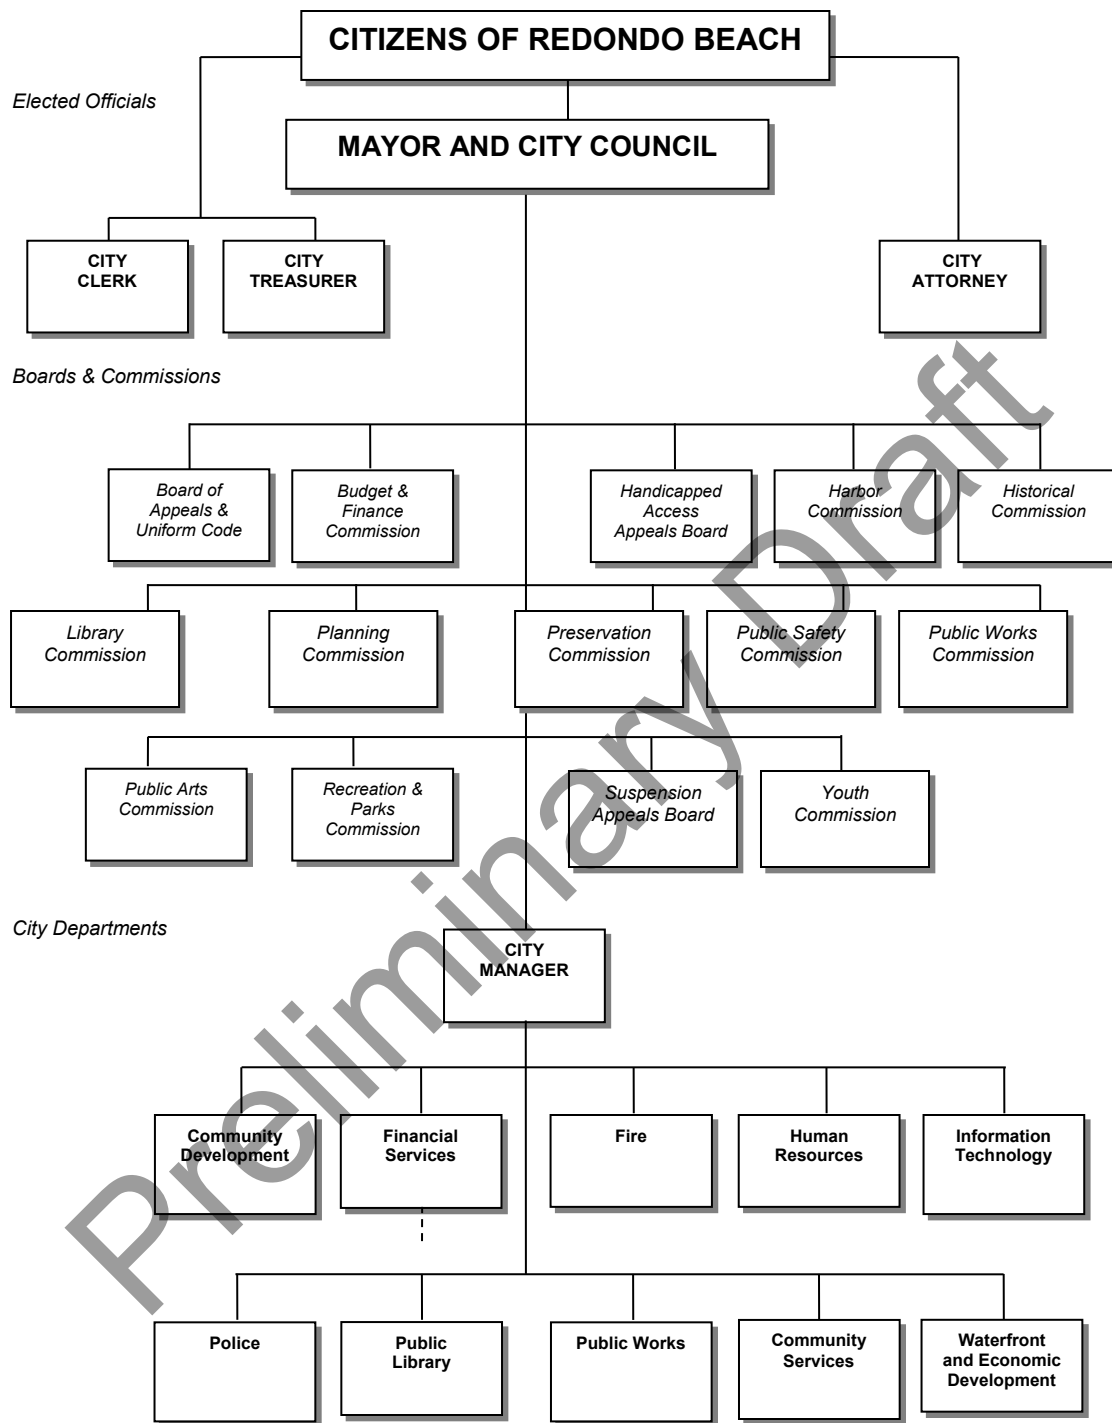 CITIZENS OF REDONDO BEACH
Elected Officials
MAYOR AND CITY COUNCIL
CITY
CLERK
CITY
TREASURER
CITY
ATTORNEY
Boards & Commissions
Board of
Appeals &
Uniform Code
Budget &
Finance
Commission
Handicapped
Access
Appeals Board
Harbor
Commission
Historical
Commission
Library
Commission
Planning
Commission
Preservation
Commission
Public Safety
Commission
Public Works
Commission
Public Arts
Commission
Recreation &
Parks
Commission
Suspension
Appeals Board
Youth
Commission
City Departments
CITY
MANAGER
Community
Development
Financial
Services
Fire
Human
Resources
Information
Technology
Police
Public
Library
Public Works
Community
Services
Waterfront
and Economic
Development
Preliminary Draft